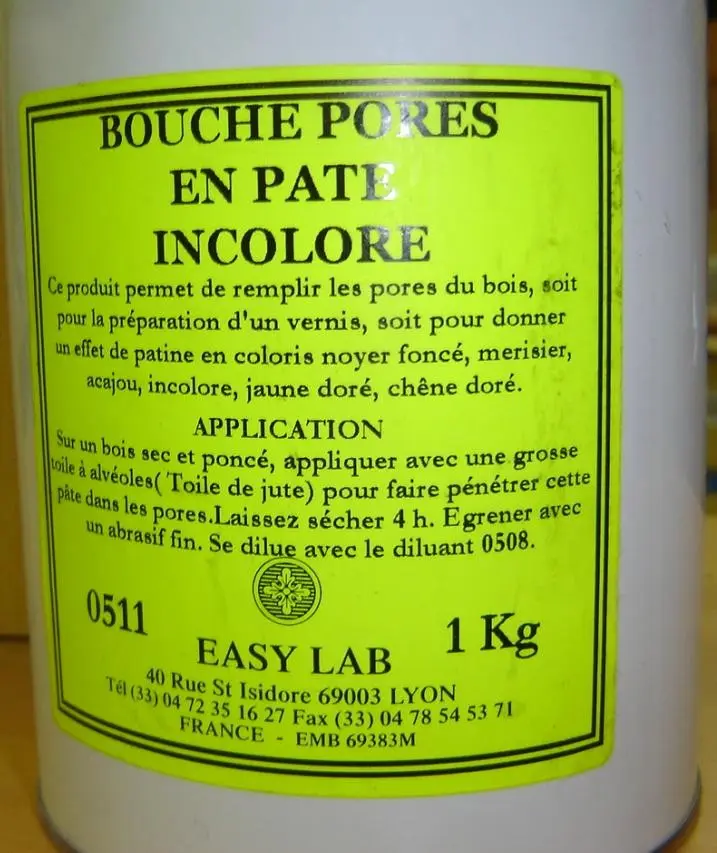 BOUCHE PORES
EN PATE
INCOLORE
Ce produit permet de remplir les pores du bois, soit
pour la préparation d'un vernis, soit pour donner
un effet de patine en coloris noyer foncé, merisier,
acajou, incolore, jaune doré, chêne doré.
APPLICATION
Sur un bois sec et poncé, appliquer avec une grosse
toile à alvéoles( Toile de jute) pour faire pénétrer cette
pâte dans les pores.Laissez sécher 4 h. Egrener avec
un abrasif fin. Se dilue avec le diluant 0508.
0511
1 Kg
EASY LAB
40 Rue St Isidore 69003 LYON
Tél (33) 04 72 35 16 27 Fax (33) 04 78 54 53 71
FRANCE - EMB 69383M